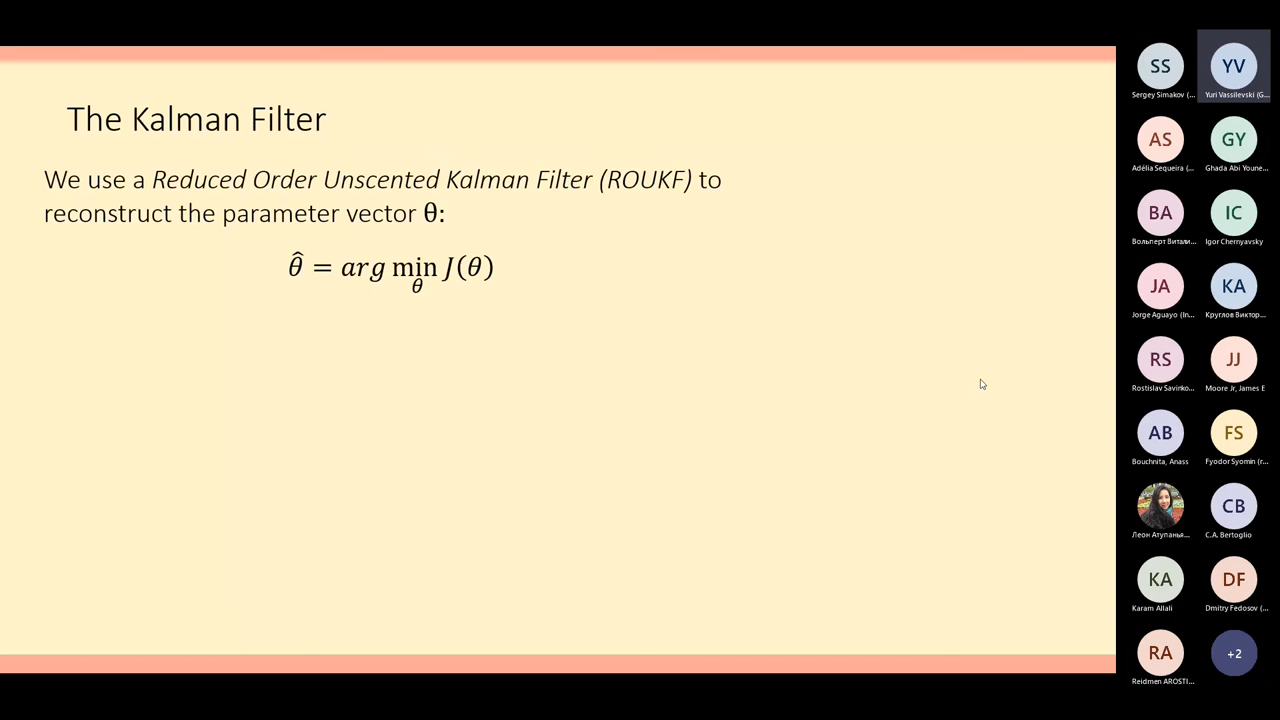 The Kalman Filter
We use a Reduced Order Unscented Kalman Filter (ROUKF) to
reconstruct the parameter vector θ:
θ̂ = arg min J(θ)
θ
SS
Sergey Simakov (...
YV
Yuri Vassilevski (G...
AS
Adélia Sequeira (...
GY
Ghada Abi Youne...
BA
Вольперт Витали...
IC
Igor Chernyavsky
JA
Jorge Aguayo (In...
KA
Круглов Виктор...
RS
Rostislav Savinko...
JJ
Moore Jr, James E
AB
Bouchnita, Anass
FS
Fyodor Syomin (r...
Леон Атупанья...
CB
C.A. Bertoglio
KA
Karam Allali
DF
Dmitry Fedosov (...
RA
Reidmen AROSTI...
+2